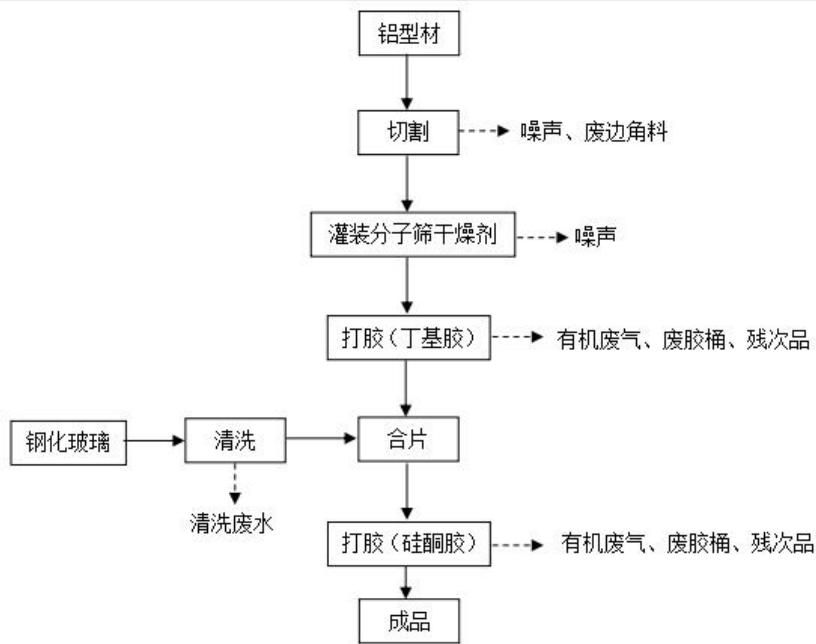 铝型材
切割
噪声、废边角料
灌装分子筛干燥剂
噪声
打胶（丁基胶）
有机废气、废胶桶、残次品
钢化玻璃
清洗
合片
清洗废水
打胶（硅酮胶）
有机废气、废胶桶、残次品
成品